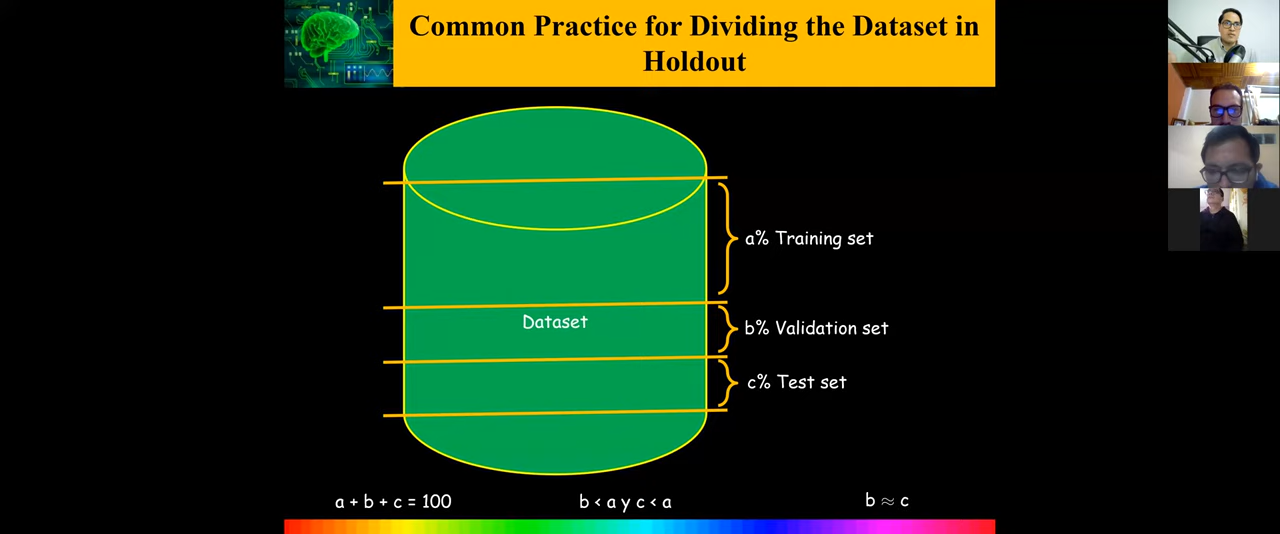 Common Practice for Dividing the Dataset in
Holdout
a% Training set
Dataset
b% Validation set
c% Test set
a + b + c = 100
b < a y c < a
b ≈ c